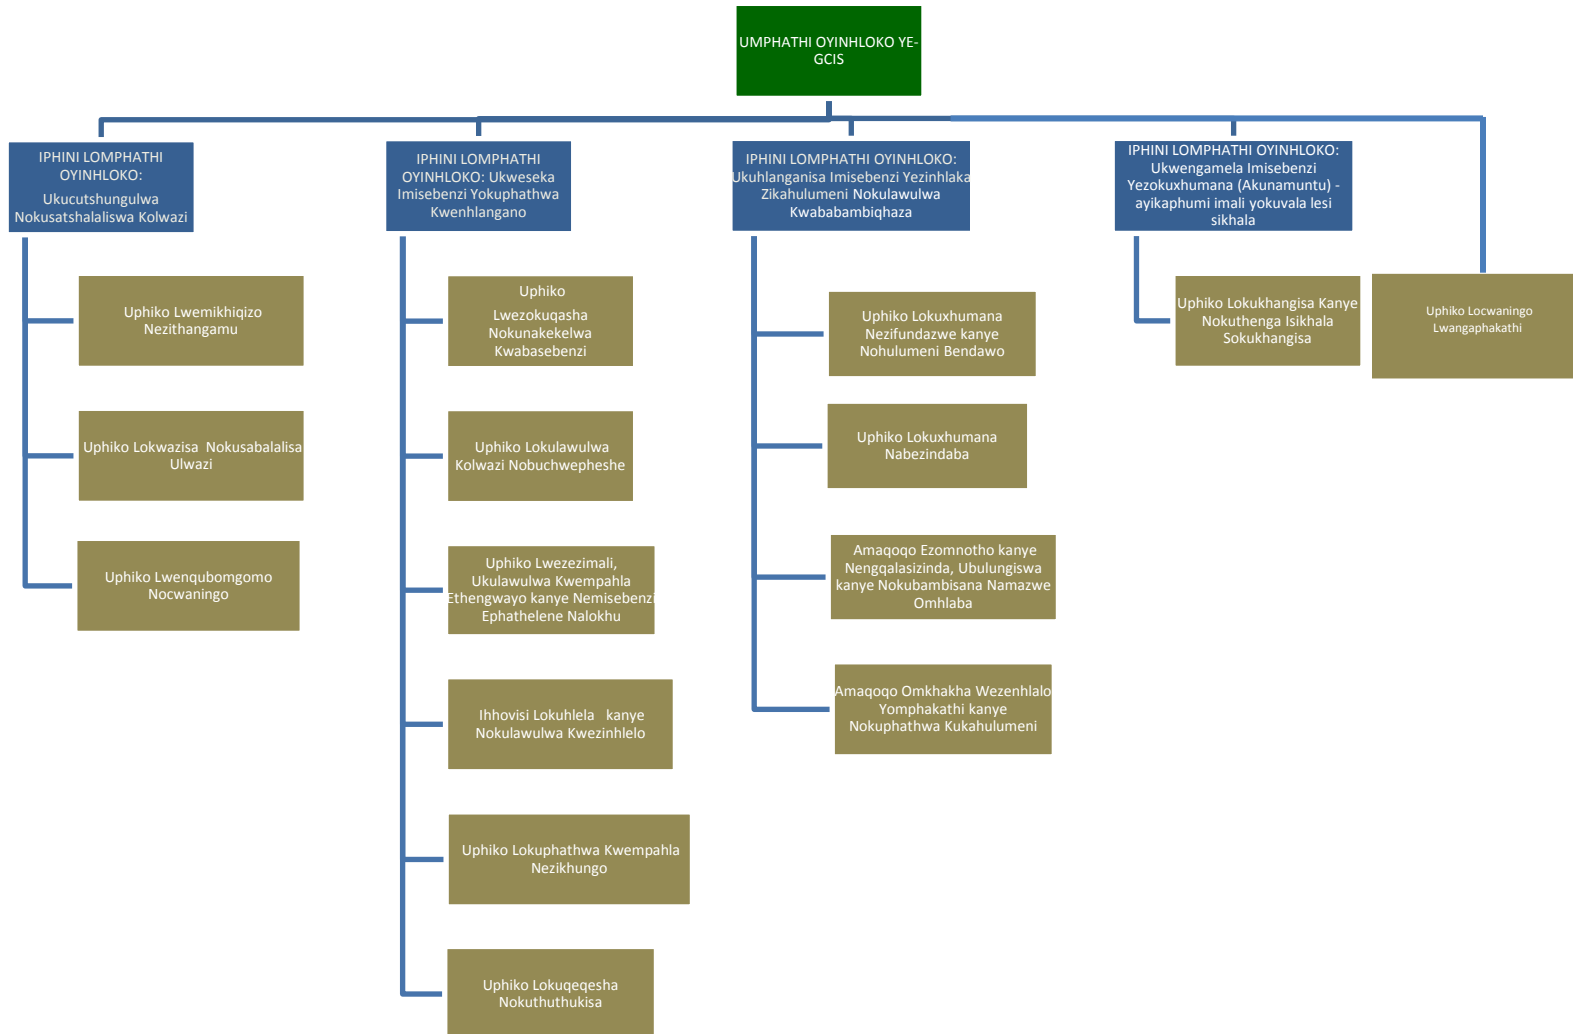 UMPHATHI OYINHLOKO YE-
GCIS
IPHINI LOMPHATHI
OYINHLOKO:
Ukucutshungulwa
Nokusatshalaliswa Kolwazi
Uphiko Lwemikhiqizo
Nezithangamu
Uphiko Lokwazisa Nokusabalalisa
Ulwazi
Uphiko Lwenqubomgomo
Nocwaningo
IPHINI LOMPHATHI
OYINHLOKO: Ukweseka
Imisebenzi Yokuphathwa
Kwenhlangano
Uphiko
Lwezokuqasha
Nokunakekelwa
Kwabasebenzi
Uphiko Lokulawulwa
Kolwazi Nobuchwepheshe
Uphiko Lwezezimali,
Ukulawulwa Kwempahla
Ethengwayo kanye Nemisebenzi
Ephathelene Nalokhu
Ihhovisi Lokuhlela kanye
Nokulawulwa Kwezinhlelo
Uphiko Lokuphathwa Kwempahla
Nezikhungo
Uphiko Lokuqeqesha
Nokuthuthukisa
IPHINI LOMPHATHI OYINHLOKO:
Ukuhlanganisa Imisebenzi Yezinhlaka
Zikahulumeni Nokulawulwa
Kwababambiqhaza
Uphiko Lokuxhumana
Nezifundazwe kanye
Nohulumeni Bendawo
Uphiko Lokuxhumana
Nabezindaba
Amaqoqo Ezomnotho kanye
Nengqalasizinda, Ubulungiswa
kanye Nokubambisana Namazwe
Omhlaba
Amaqoqo Omkhakha Wezenhlalo
Yomphakathi kanye
Nokuphathwa Kukahulumeni
IPHINI LOMPHATHI OYINHLOKO:
Ukwengamela Imisebenzi
Yezokuxhumana (Akunamuntu) -
ayikaphumi imali yokuvala lesi
sikhala
Uphiko Lokukhangisa Kanye
Nokuthenga Isikhala
Sokukhangisa
Uphiko Locwaningo
Lwangaphakathi